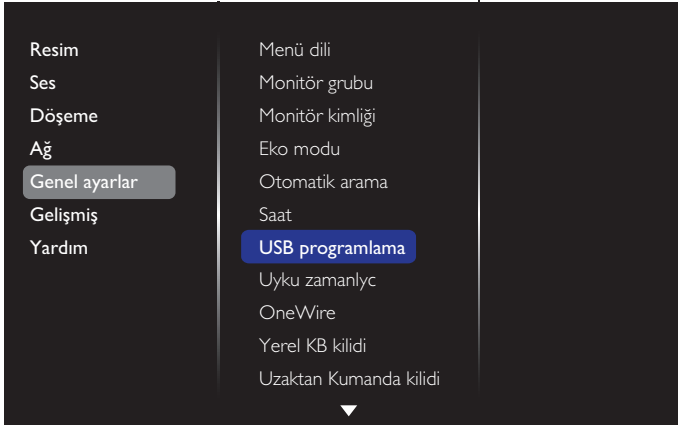 Resim
Ses
Döşeme
Ağ
Genel ayarlar
Gelişmiş
Yardım
Menü dili
Monitör grubu
Monitör kimliği
Eko modu
Otomatik arama
Saat
USB programlama
Uyku zamanlyc
OneWire
Yerel KB kilidi
Uzaktan Kumanda kilidi